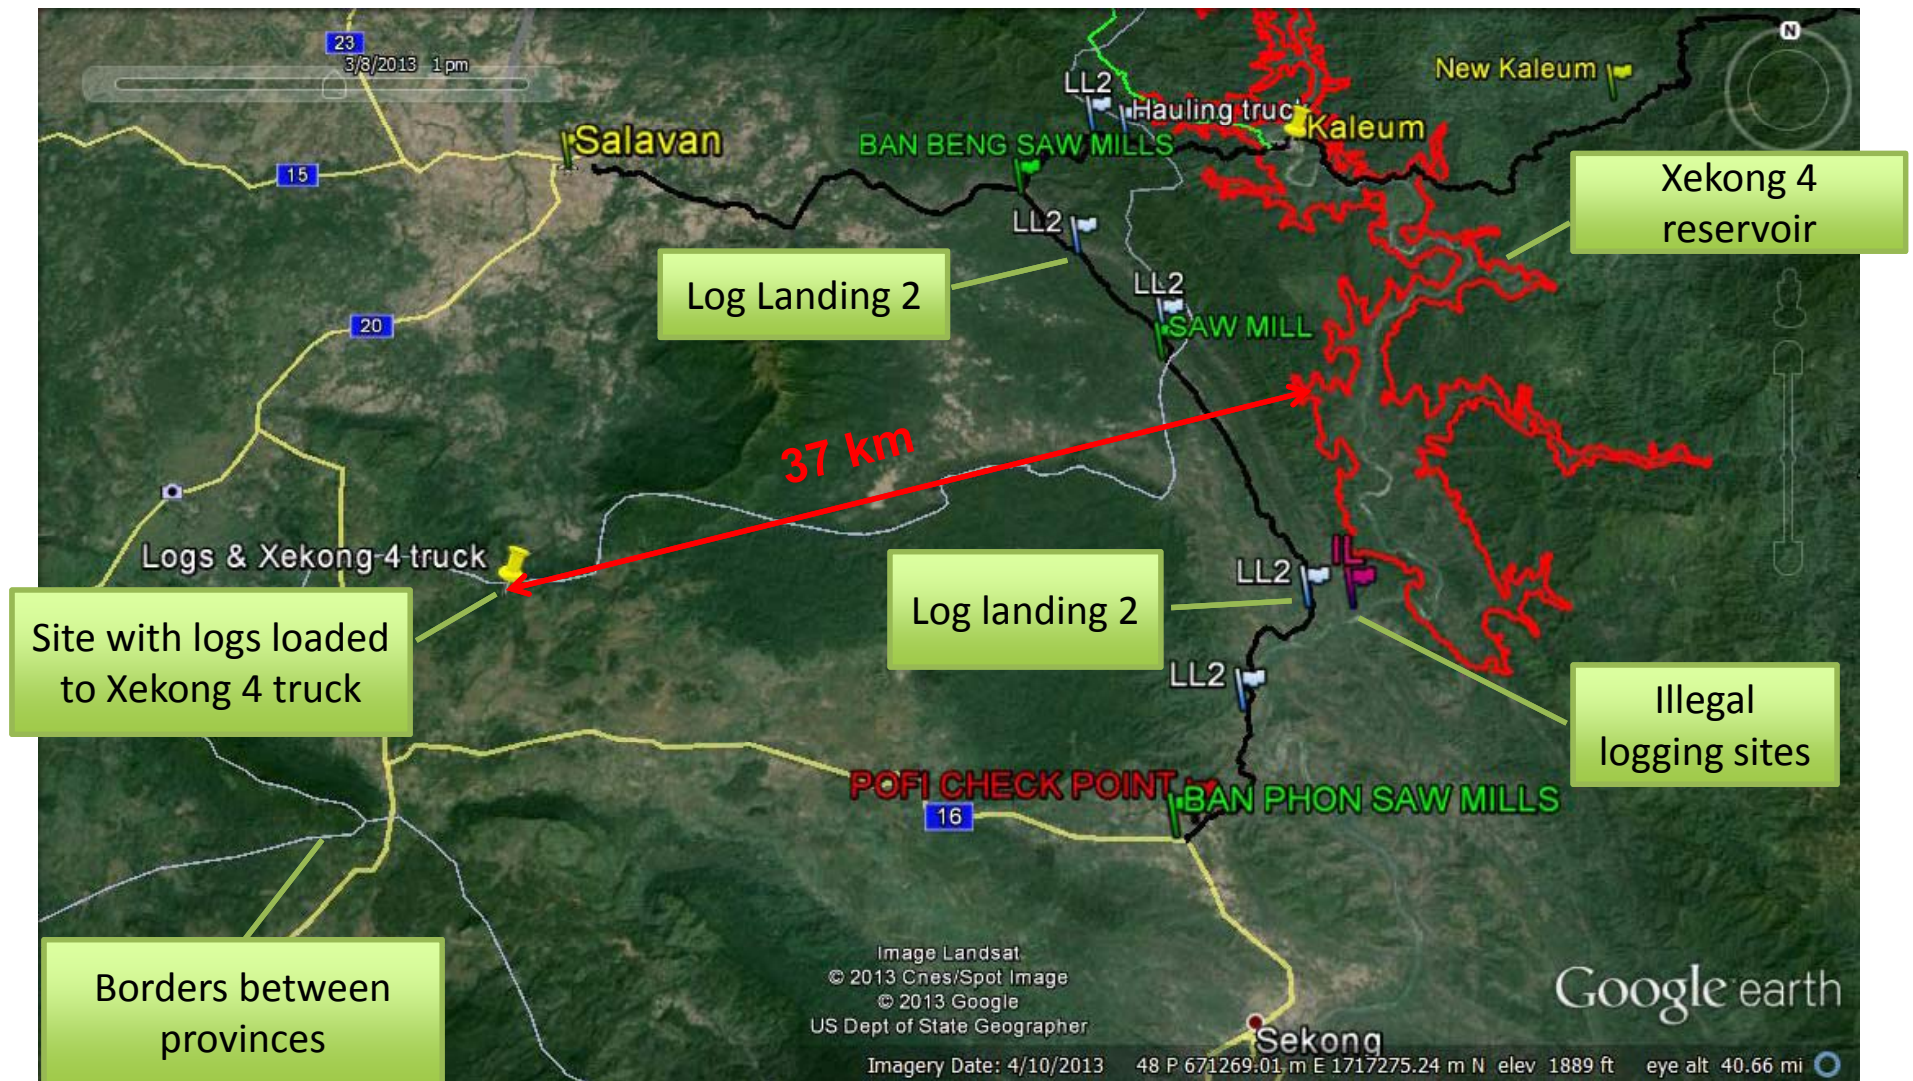 23
3/8/2013 1 pm
N
New Kaleum
LL2
Hauling truc
Kaleum
Salavan
BAN BENG SAW MILLS
15
Xekong 4
reservoir
LL2
Log Landing 2
LL2
SAW MILL
20
37 km
Logs & Xekong 4 truck
LL2
IL
Log landing 2
Site with logs loaded
to Xekong 4 truck
LL2
Illegal
logging sites
POFI CHECK POINT
BAN PHON SAW MILLS
16
Borders between
provinces
Image Landsat
© 2013 Cnes/Spot Image
© 2013 Google
US Dept of State Geographer
Google earth
Sekong
Imagery Date: 4/10/2013 48 P 671269.01 m E 1717275.24 m N elev 1889 ft eye alt 40.66 mi